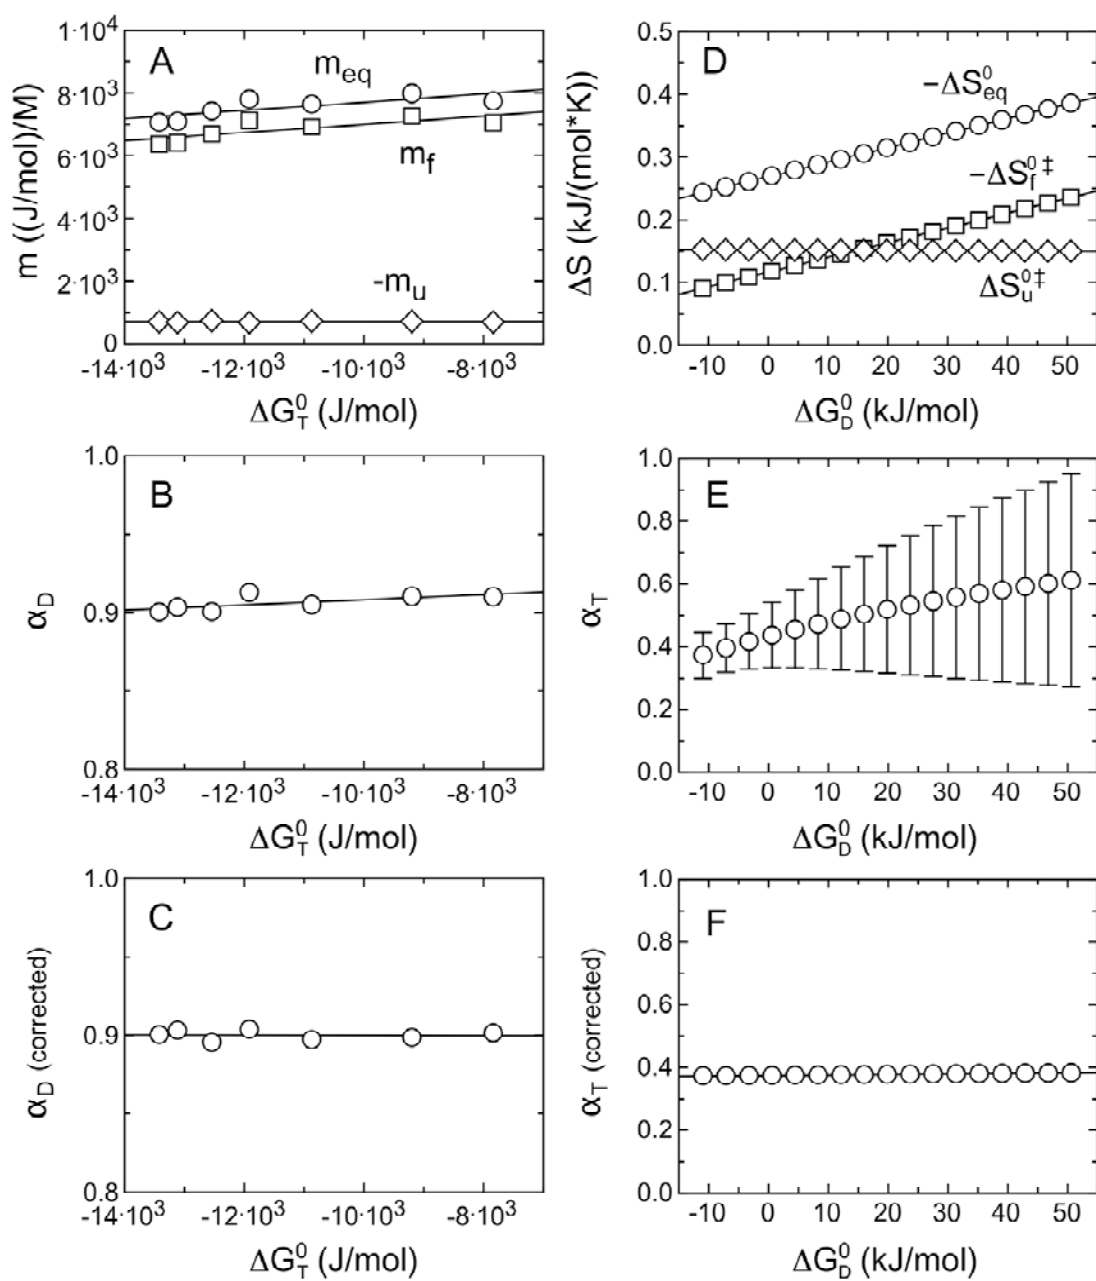 A
1·10⁴
8·10³
6·10³
4·10³
2·10³
0
m ((J/mol)/M)
m_eq
m_f
-m_u
-14·10³ -12·10³ -10·10³ -8·10³
ΔG⁰_T (J/mol)
D
0.5
0.4
0.3
0.2
0.1
0.0
ΔS (kJ/(mol*K))
−ΔS⁰_eq
−ΔS⁰‡_f
ΔS⁰‡_u
-10 0 10 20 30 40 50
ΔG⁰_D (kJ/mol)
B
1.0
0.9
0.8
α_D
-14·10³ -12·10³ -10·10³ -8·10³
ΔG⁰_T (J/mol)
E
1.0
0.8
0.6
0.4
0.2
0.0
α_T
-10 0 10 20 30 40 50
ΔG⁰_D (kJ/mol)
C
1.0
0.9
0.8
α_D (corrected)
-14·10³ -12·10³ -10·10³ -8·10³
ΔG⁰_T (J/mol)
F
1.0
0.8
0.6
0.4
0.2
0.0
α_T (corrected)
-10 0 10 20 30 40 50
ΔG⁰_D (kJ/mol)